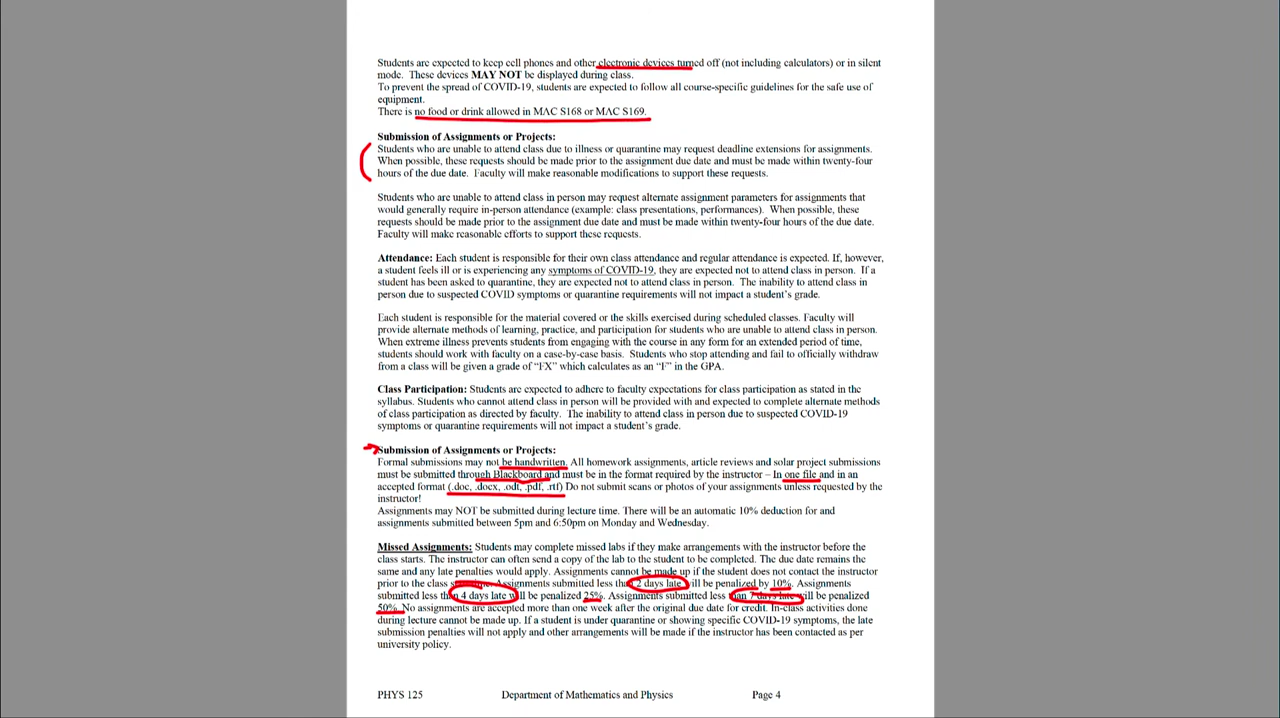 Students are expected to keep cell phones and other electronic devices turned off (not including calculators) or in silent
mode. These devices MAY NOT be displayed during class.
To prevent the spread of COVID-19, students are expected to follow all course-specific guidelines for the safe use of
equipment.
There is no food or drink allowed in MAC S168 or MAC S169.
Submission of Assignments or Projects:
Students who are unable to attend class due to illness or quarantine may request deadline extensions for assignments.
When possible, these requests should be made prior to the assignment due date and must be made within twenty-four
hours of the due date. Faculty will make reasonable modifications to support these requests.
Students who are unable to attend class in person may request alternate assignment parameters for assignments that
would generally require in-person attendance (example: class presentations, performances). When possible, these
requests should be made prior to the assignment due date and must be made within twenty-four hours of the due date.
Faculty will make reasonable efforts to support these requests.
Attendance: Each student is responsible for their own class attendance and regular attendance is expected. If, however,
a student feels ill or is experiencing any symptoms of COVID-19, they are expected not to attend class in person. If a
student has been asked to quarantine, they are expected not to attend class in person. The inability to attend class in
person due to suspected COVID symptoms or quarantine requirements will not impact a student's grade.
Each student is responsible for the material covered or the skills exercised during scheduled classes. Faculty will
provide alternate methods of learning, practice, and participation for students who are unable to attend class in person.
When extreme illness prevents students from engaging with the course in any form for an extended period of time,
students should work with faculty on a case-by-case basis. Students who stop attending and fail to officially withdraw
from a class will be given a grade of "FX" which calculates as an "F" in the GPA.
Class Participation: Students are expected to adhere to faculty expectations for class participation as stated in the
syllabus. Students who cannot attend class in person will be provided with and expected to complete alternate methods
of class participation as directed by faculty. The inability to attend class in person due to suspected COVID-19
symptoms or quarantine requirements will not impact a student's grade.
Submission of Assignments or Projects:
Formal submissions may not be handwritten. All homework assignments, article reviews and solar project submissions
must be submitted through Blackboard and must be in the format required by the instructor – In one file and in an
accepted format (.doc, .docx, .odt, .pdf, .rtf) Do not submit scans or photos of your assignments unless requested by the
instructor!
Assignments may NOT be submitted during lecture time. There will be an automatic 10% deduction for and
assignments submitted between 5pm and 6:50pm on Monday and Wednesday.
Missed Assignments: Students may complete missed labs if they make arrangements with the instructor before the
class starts. The instructor can often send a copy of the lab to the student to be completed. The due date remains the
same and any late penalties would apply. Assignments cannot be made up if the student does not contact the instructor
prior to the class Assignments submitted less than 2 days late will be penalized by 10%. Assignments
submitted less than 4 days late will be penalized 25%. Assignments submitted less than 7 days late will be penalized
50%. No assignments are accepted more than one week after the original due date for credit. In-class activities done
during lecture cannot be made up. If a student is under quarantine or showing specific COVID-19 symptoms, the late
submission penalties will not apply and other arrangements will be made if the instructor has been contacted as per
university policy.
PHYS 125 Department of Mathematics and Physics Page 4